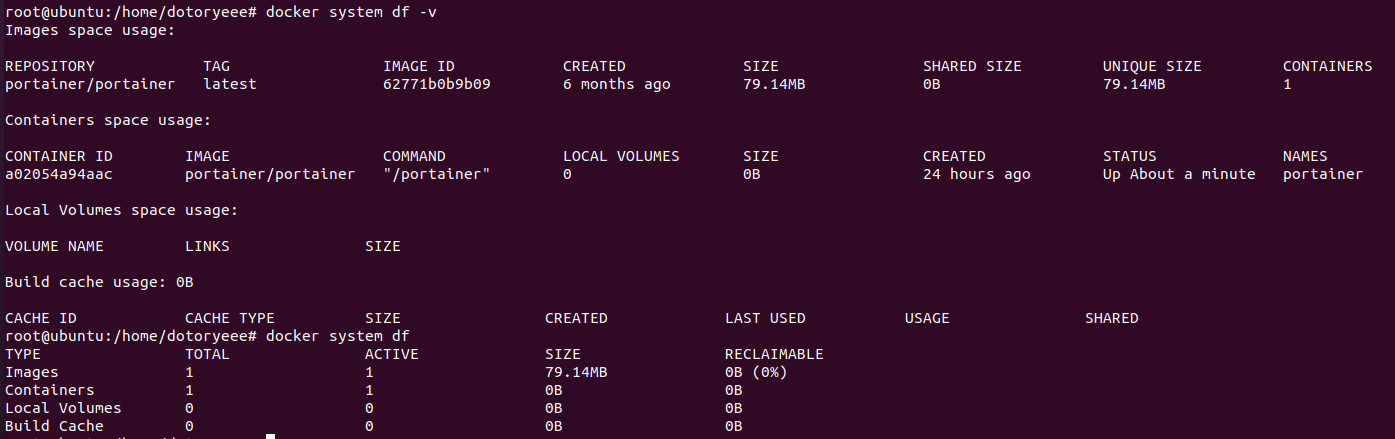 root@ubuntu:/home/dotoryeee# docker system df -v
Images space usage:
REPOSITORY TAG IMAGE ID CREATED SIZE SHARED SIZE UNIQUE SIZE CONTAINERS
portainer/portainer latest 62771b0b9b09 6 months ago 79.14MB 0B 79.14MB 1
Containers space usage:
CONTAINER ID IMAGE COMMAND LOCAL VOLUMES SIZE CREATED STATUS NAMES
a02054a94aac portainer/portainer "/portainer" 0 0B 24 hours ago Up About a minute portainer
Local Volumes space usage:
VOLUME NAME LINKS SIZE
Build cache usage: 0B
CACHE ID CACHE TYPE SIZE CREATED LAST USED USAGE SHARED
root@ubuntu:/home/dotoryeee# docker system df
TYPE TOTAL ACTIVE SIZE RECLAIMABLE
Images 1 1 79.14MB 0B (0%)
Containers 1 1 0B 0B
Local Volumes 0 0 0B 0B
Build Cache 0 0 0B 0B